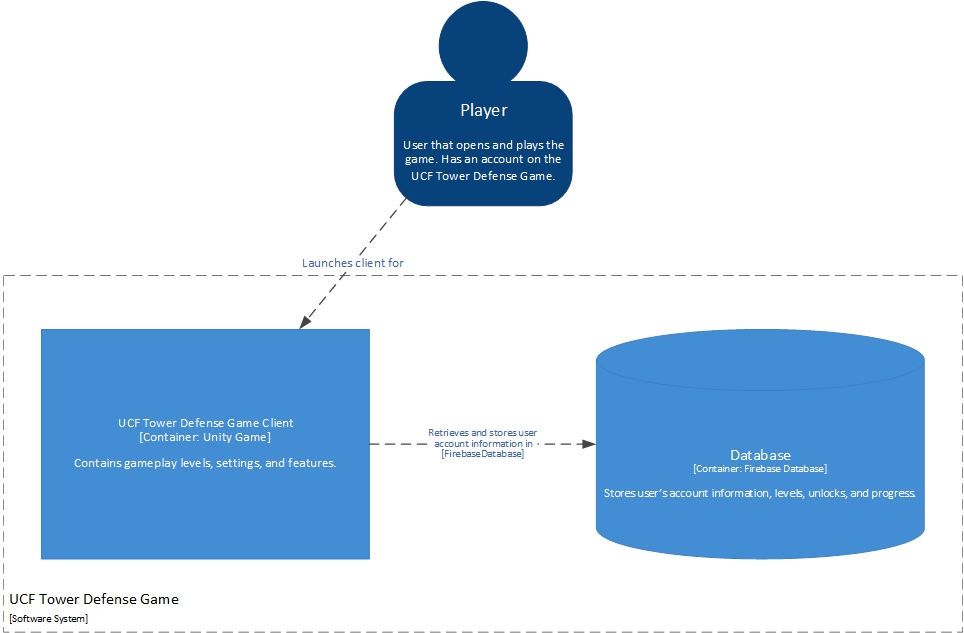 Player
User that opens and plays the
game. Has an account on the
UCF Tower Defense Game.
Launches client for
UCF Tower Defense Game Client
[Container: Unity Game]
Contains gameplay levels, settings, and features.
Retrieves and stores user
account information in
[FirebaseDatabase]
Database
[Container: Firebase Database]
Stores user's account information, levels, unlocks, and progress.
UCF Tower Defense Game
[Software System]